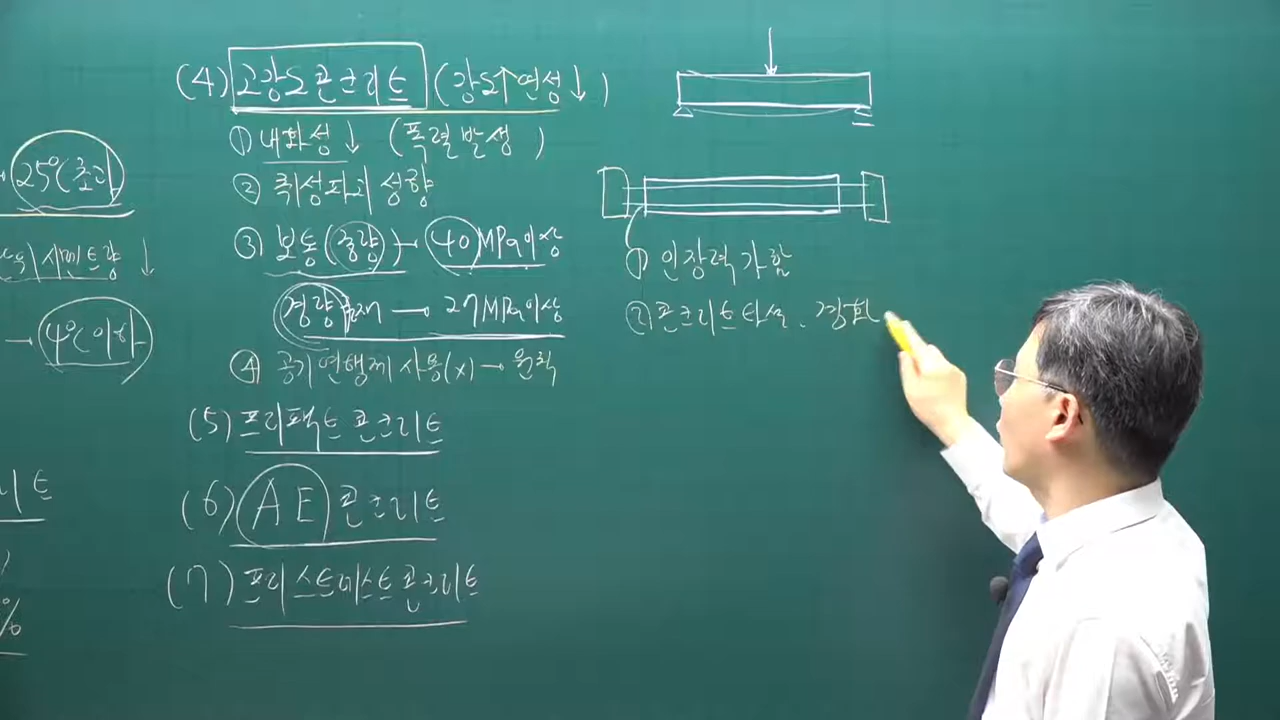 25℃ 초과
시멘트량 ↓
→ 4℃ 이하
트
%
(4) 고강도 콘크리트 (강도↑ 연성↓)
① 내화성↓ (폭렬발생)
② 취성파괴 성향
③ 보통(중량) → 40MPa이상
경량골재 → 27MPa이상
④ 공기연행제 사용(x) → 원칙
(5) 프리팩트 콘크리트
(6) AE 콘크리트
(7) 프리스트레스트 콘크리트
① 인장력 가함
② 콘크리트 타설, 경화